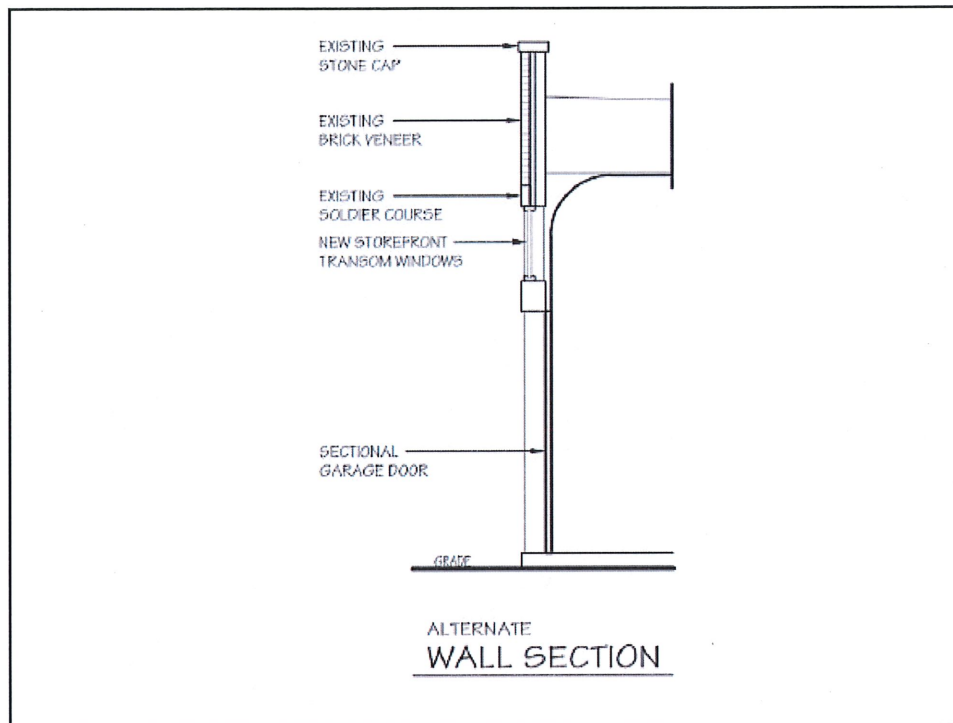 EXISTING
STONE CAP
EXISTING
BRICK VENEER
EXISTING
SOLDIER COURSE
NEW STOREFRONT
TRANSOM WINDOWS
SECTIONAL
GARAGE DOOR
GRADE
ALTERNATE
WALL SECTION